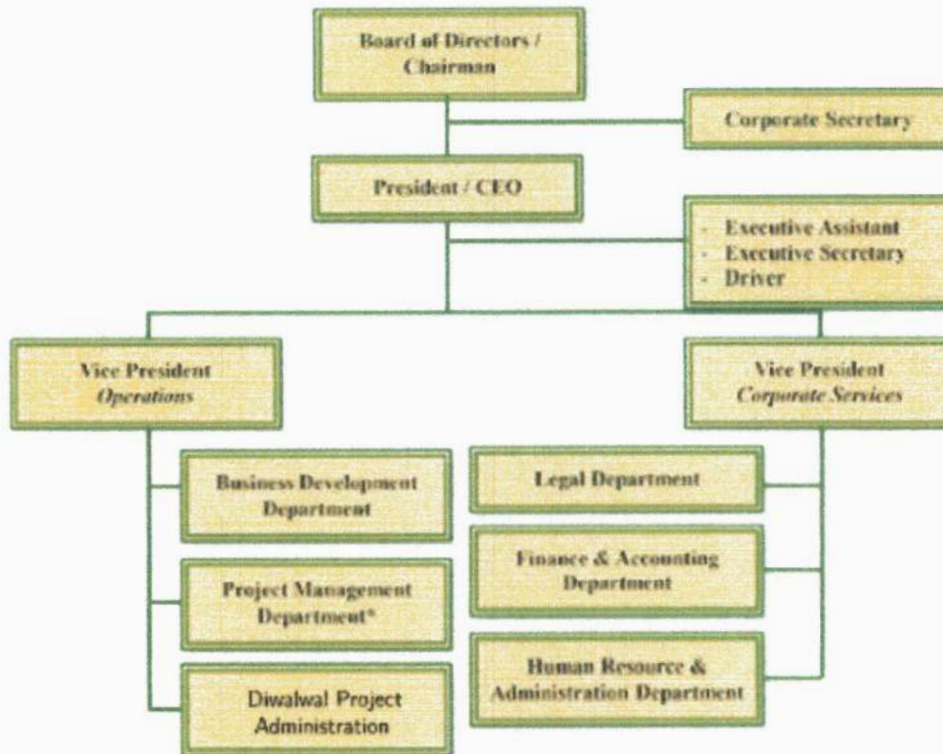 Board of Directors /
Chairman
Corporate Secretary
President / CEO
- Executive Assistant
- Executive Secretary
- Driver
Vice President
Operations
Vice President
Corporate Services
Business Development
Department
Project Management
Department*
Diwalwal Project
Administration
Legal Department
Finance & Accounting
Department
Human Resource &
Administration Department